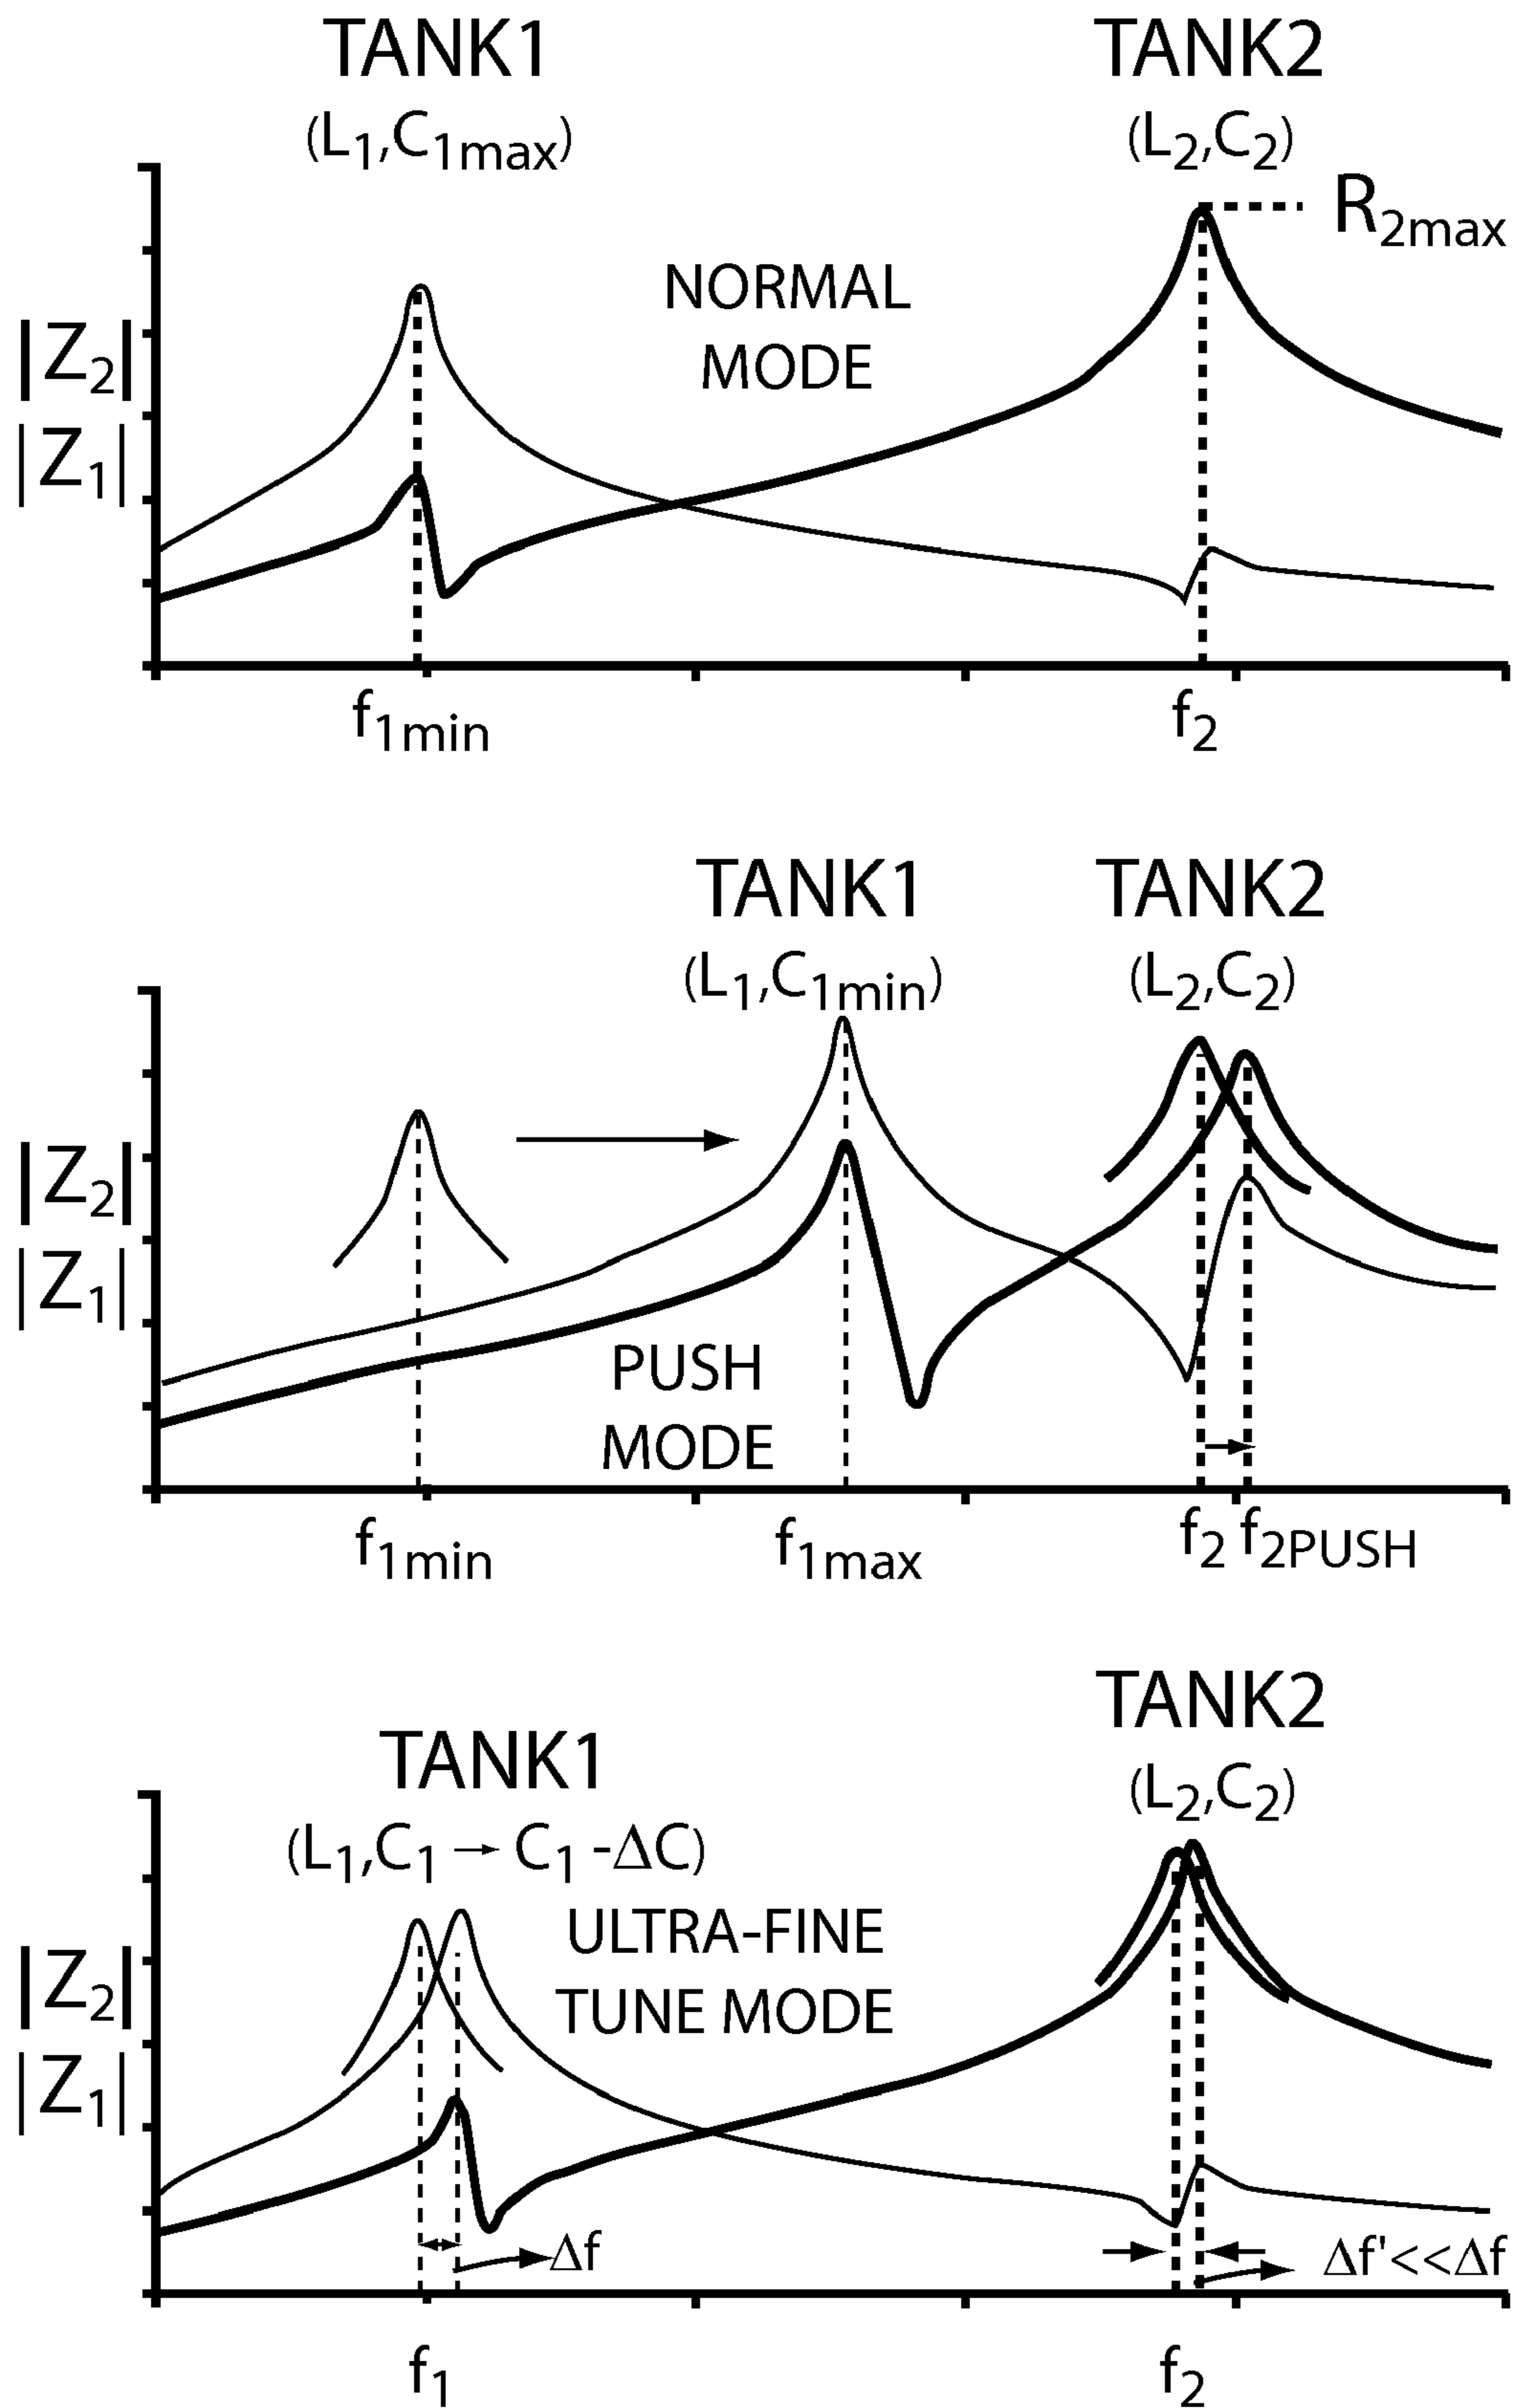 TANK1 TANK2
(L1,C1max) (L2,C2)
R2max
NORMAL
MODE
|Z2|
|Z1|
f1min f2
TANK1 TANK2
(L1,C1min) (L2,C2)
|Z2|
|Z1|
PUSH
MODE
f1min f1max f2 f2PUSH
TANK2
(L2,C2)
TANK1
(L1,C1→C1-ΔC)
ULTRA-FINE
TUNE MODE
|Z2|
|Z1|
Δf Δf'<<Δf
f1 f2